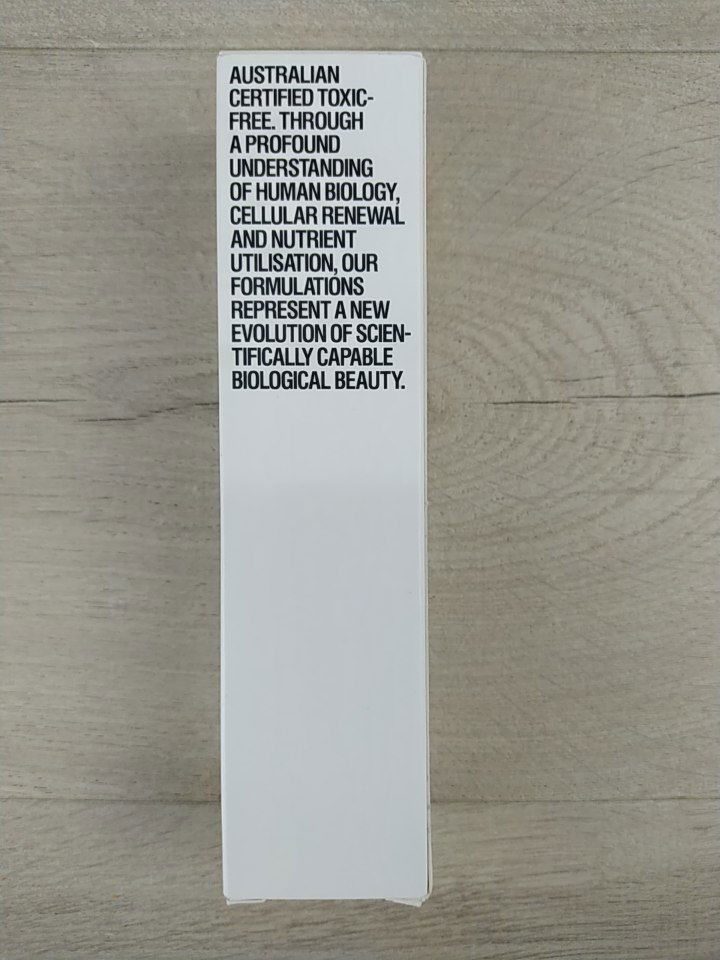 AUSTRALIAN
CERTIFIED TOXIC-
FREE. THROUGH
A PROFOUND
UNDERSTANDING
OF HUMAN BIOLOGY,
CELLULAR RENEWAL
AND NUTRIENT
UTILISATION, OUR
FORMULATIONS
REPRESENT A NEW
EVOLUTION OF SCIEN-
TIFICALLY CAPABLE
BIOLOGICAL BEAUTY.